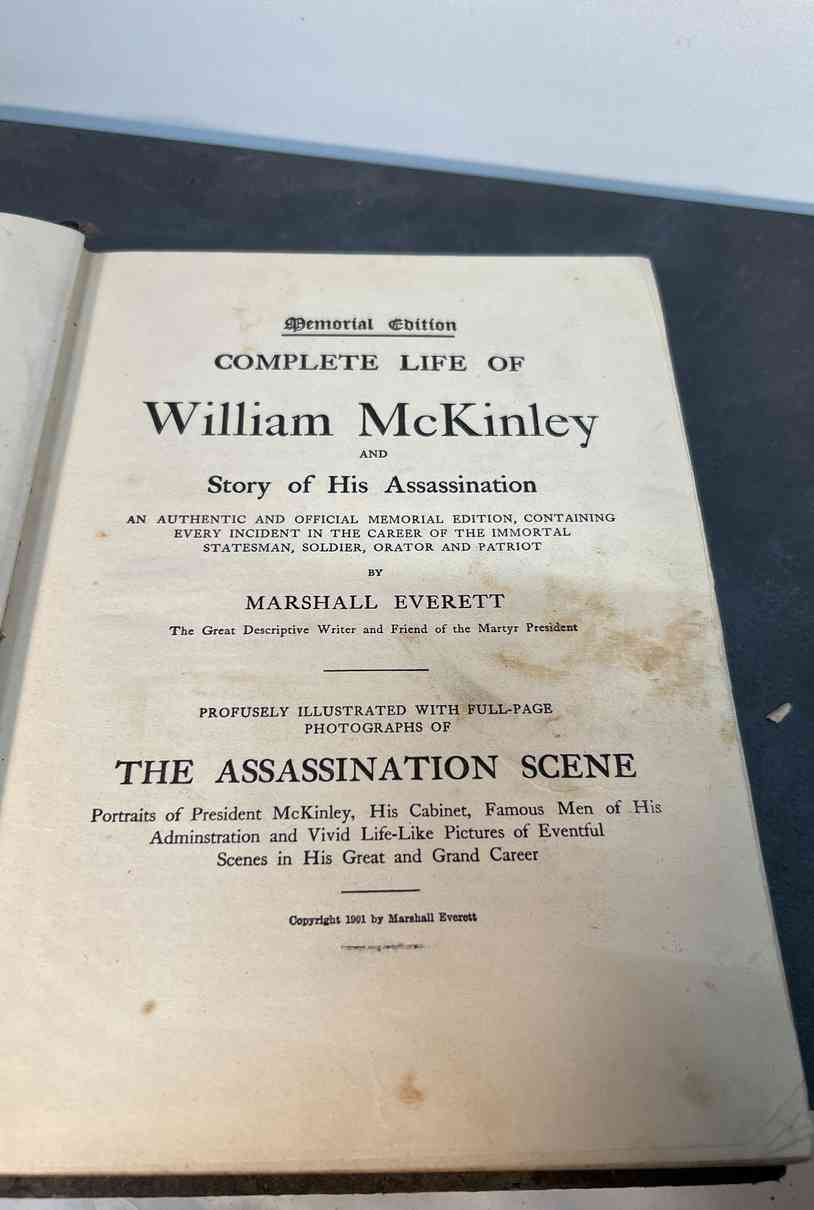 Memorial Edition
COMPLETE LIFE OF
William McKinley
AND
Story of His Assassination
AN AUTHENTIC AND OFFICIAL MEMORIAL EDITION, CONTAINING
EVERY INCIDENT IN THE CAREER OF THE IMMORTAL
STATESMAN, SOLDIER, ORATOR AND PATRIOT
BY
MARSHALL EVERETT
The Great Descriptive Writer and Friend of the Martyr President
PROFUSELY ILLUSTRATED WITH FULL-PAGE
PHOTOGRAPHS OF
THE ASSASSINATION SCENE
Portraits of President McKinley, His Cabinet, Famous Men of His
Adminstration and Vivid Life-Like Pictures of Eventful
Scenes in His Great and Grand Career
Copyright 1901 by Marshall Everett